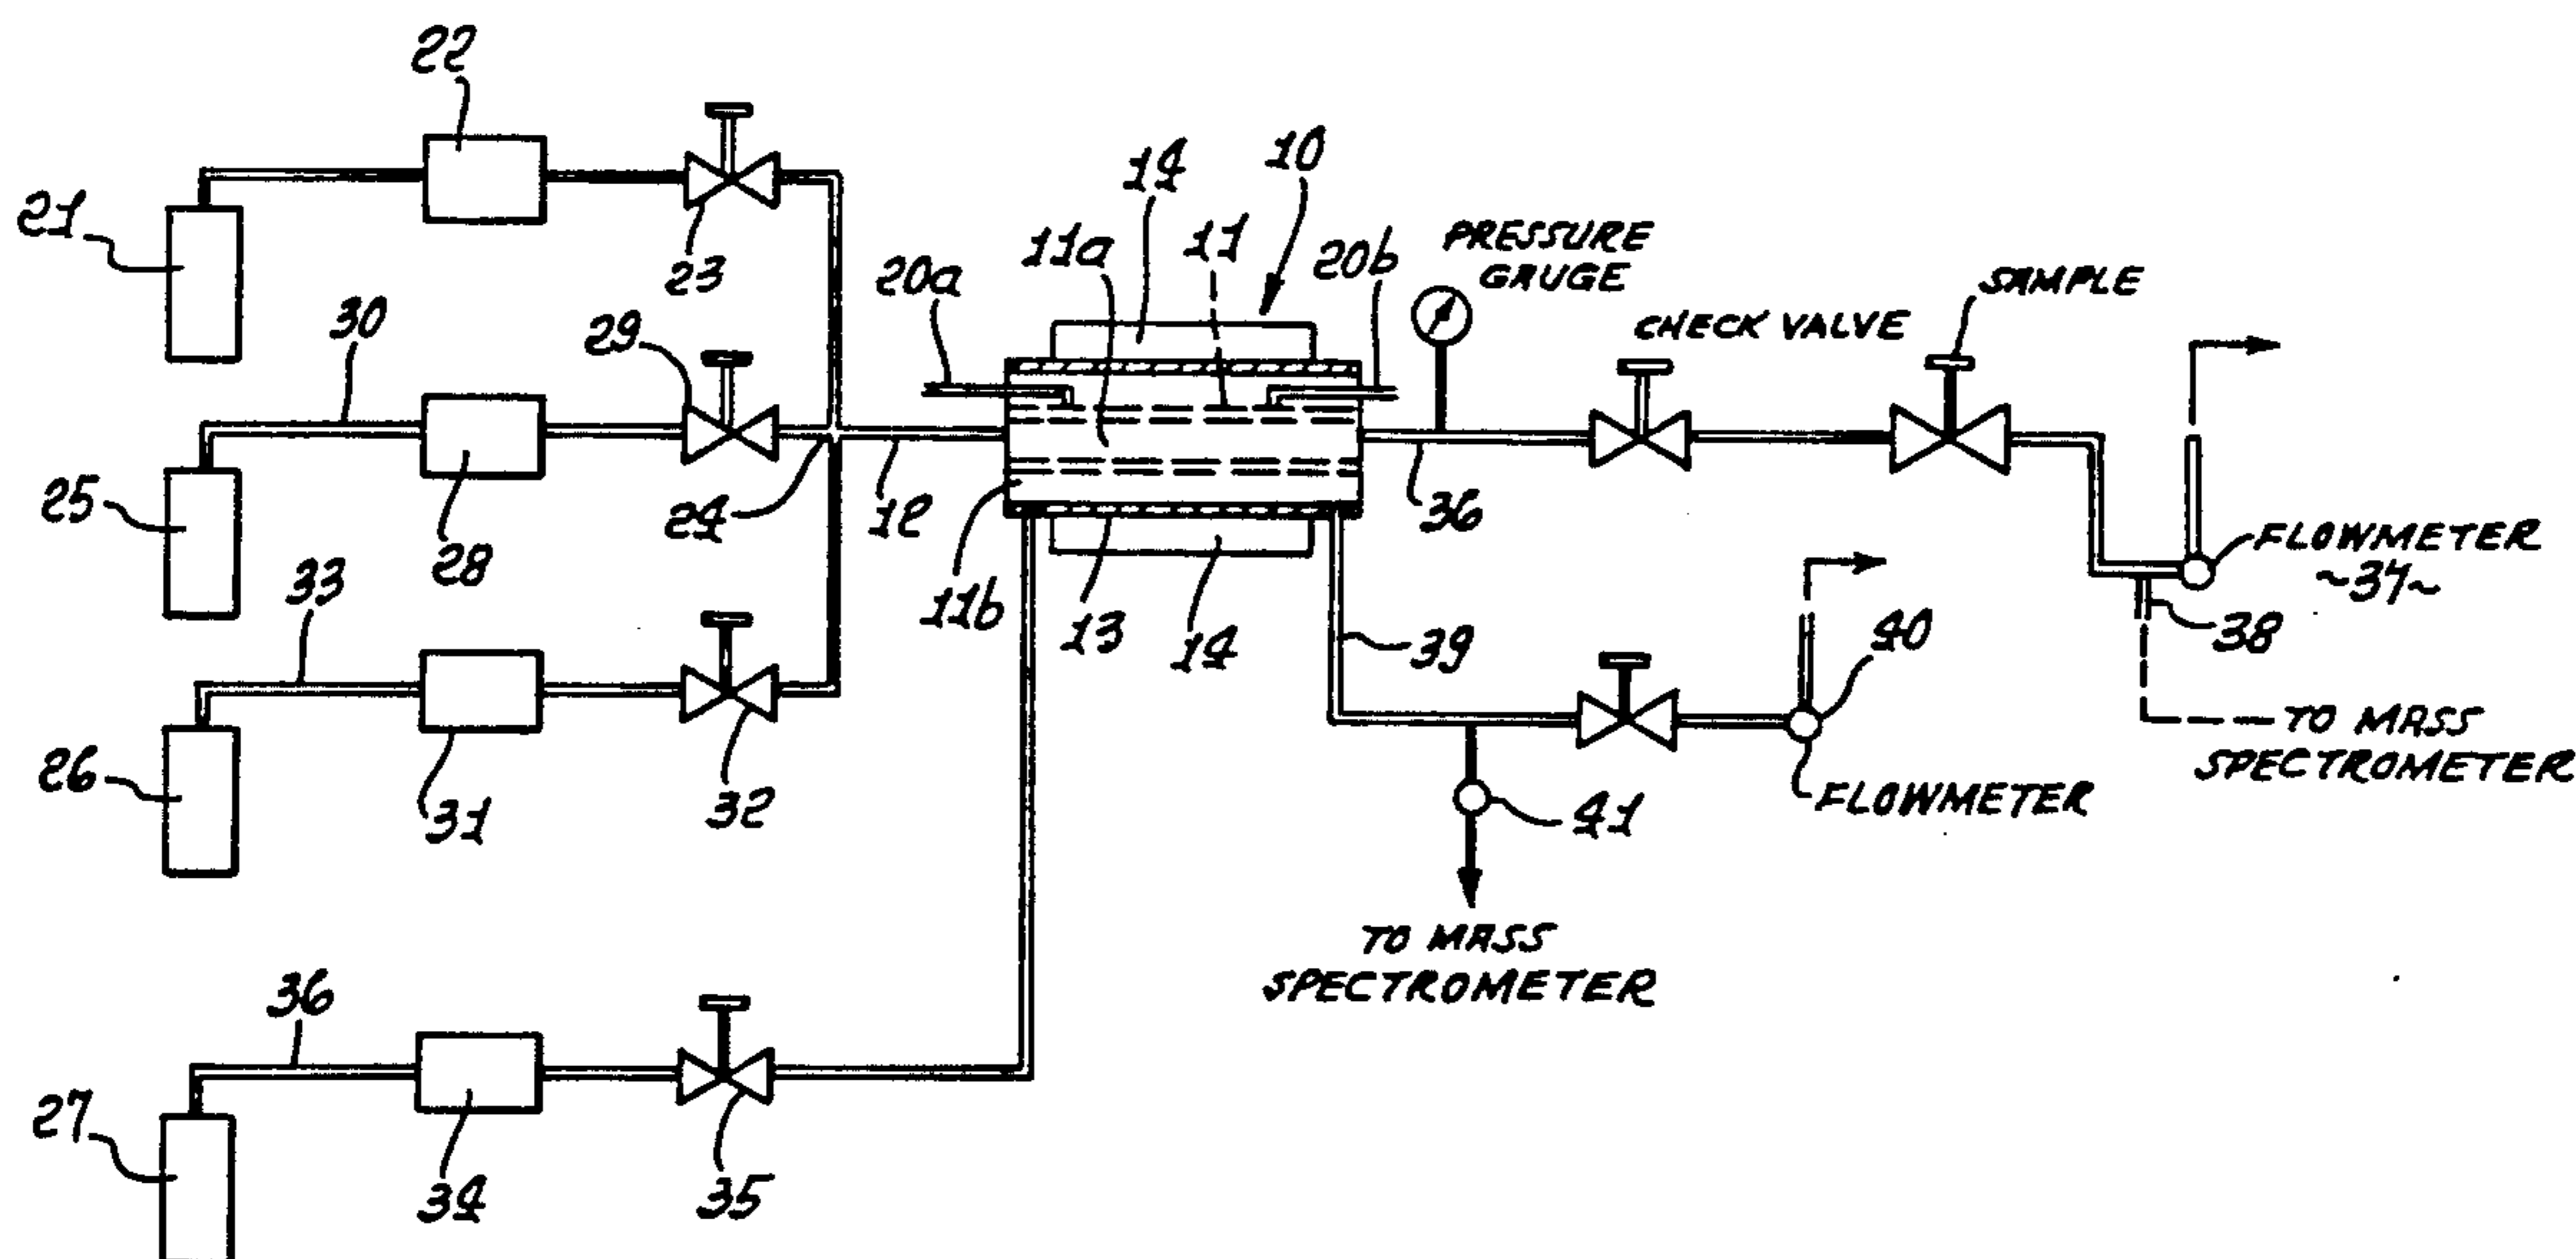 22
21
23
30
29
25
28
24
12
33
26
31
32
36
27
34
35
14
10
11a
11
20a
20b
11b
13
14
PRESSURE
GAUGE
CHECK VALVE
SAMPLE
36
39
FLOWMETER
~37~
38
TO MASS
SPECTROMETER
40
FLOWMETER
41
TO MASS
SPECTROMETER